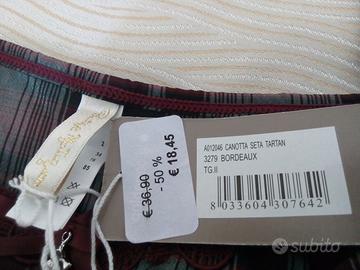 A012046 CANOTTA SETA TARTAN
3279 BORDEAUX
TG.II
8 033604 307642
€ 36,90
- 50 %
€ 18,45
subito